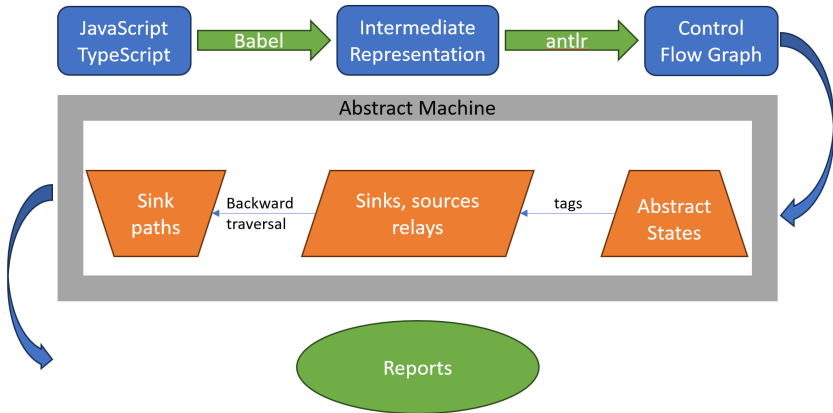 JavaScript
TypeScript
Babel
Intermediate
Representation
antlr
Control
Flow Graph
Abstract Machine
Sink
paths
Backward
traversal
Sinks, sources
relays
tags
Abstract
States
Reports